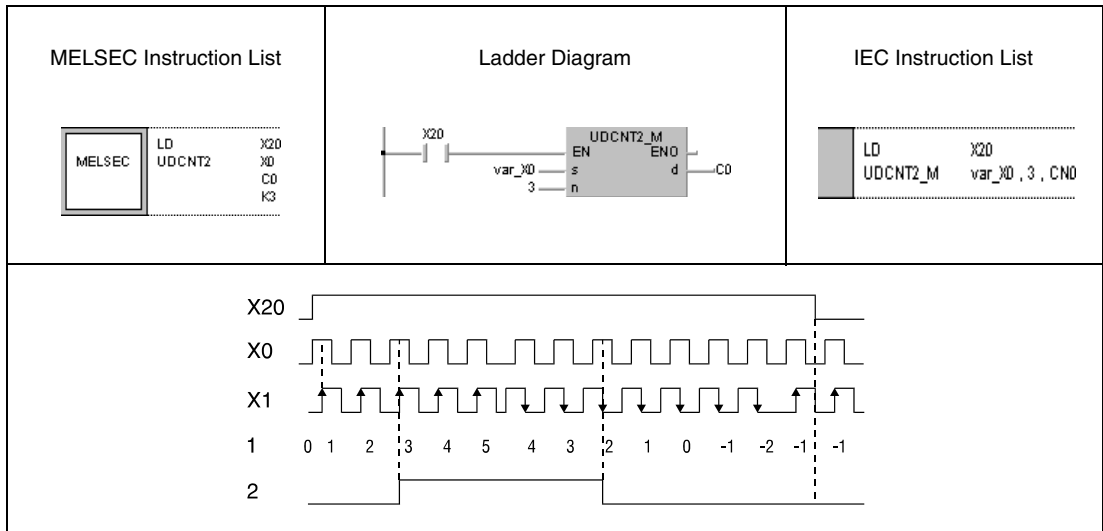 MELSEC Instruction List
MELSEC
LD X20
UDCNT2 X0
C0
K3
Ladder Diagram
X20
UDCNT2_M
EN ENO
var_X0 s d C0
3 n
IEC Instruction List
LD X20
UDCNT2_M var_X0 , 3 , CN0
X20
X0
X1
1 0 1 2 3 4 5 4 3 2 1 0 -1 -2 -1 -1
2